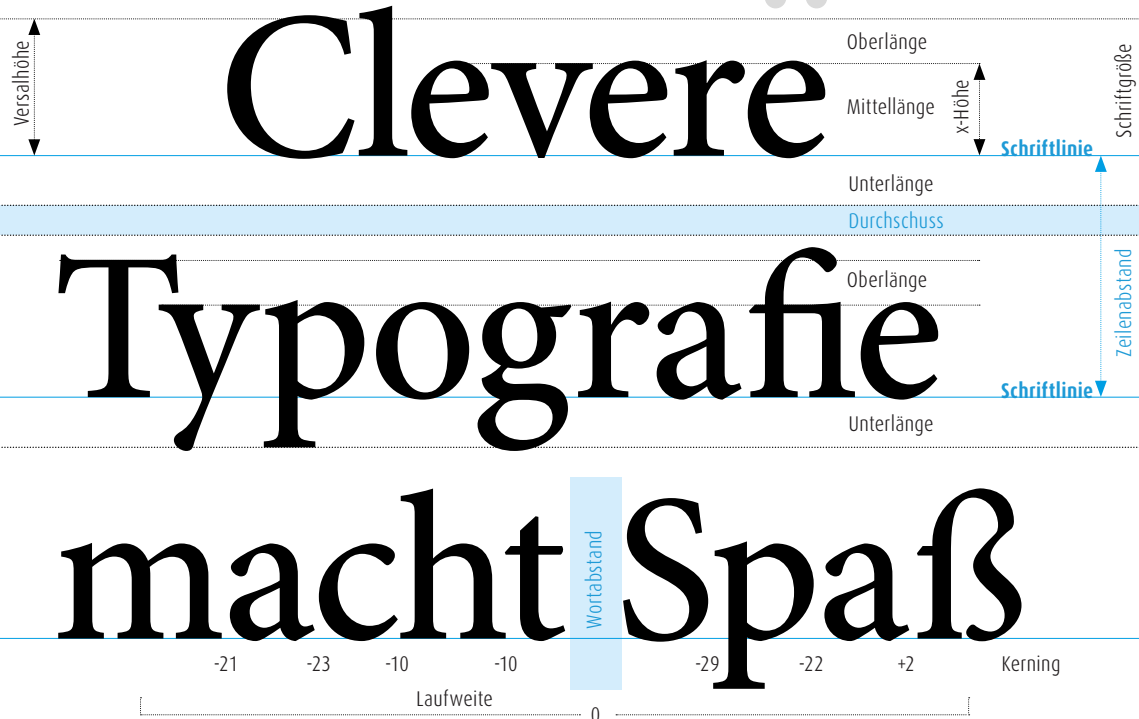 Versalhöhe
Clevere
Oberlänge
Mittellänge
x-Höhe
Schriftgröße
Schriftlinie
Unterlänge
Durchschuss
Typografie
Oberlänge
Zeilenabstand
Schriftlinie
Unterlänge
macht Spaß
Wortabstand
-21 -23 -10 -10 -29 -22 +2 Kerning
Laufweite
0